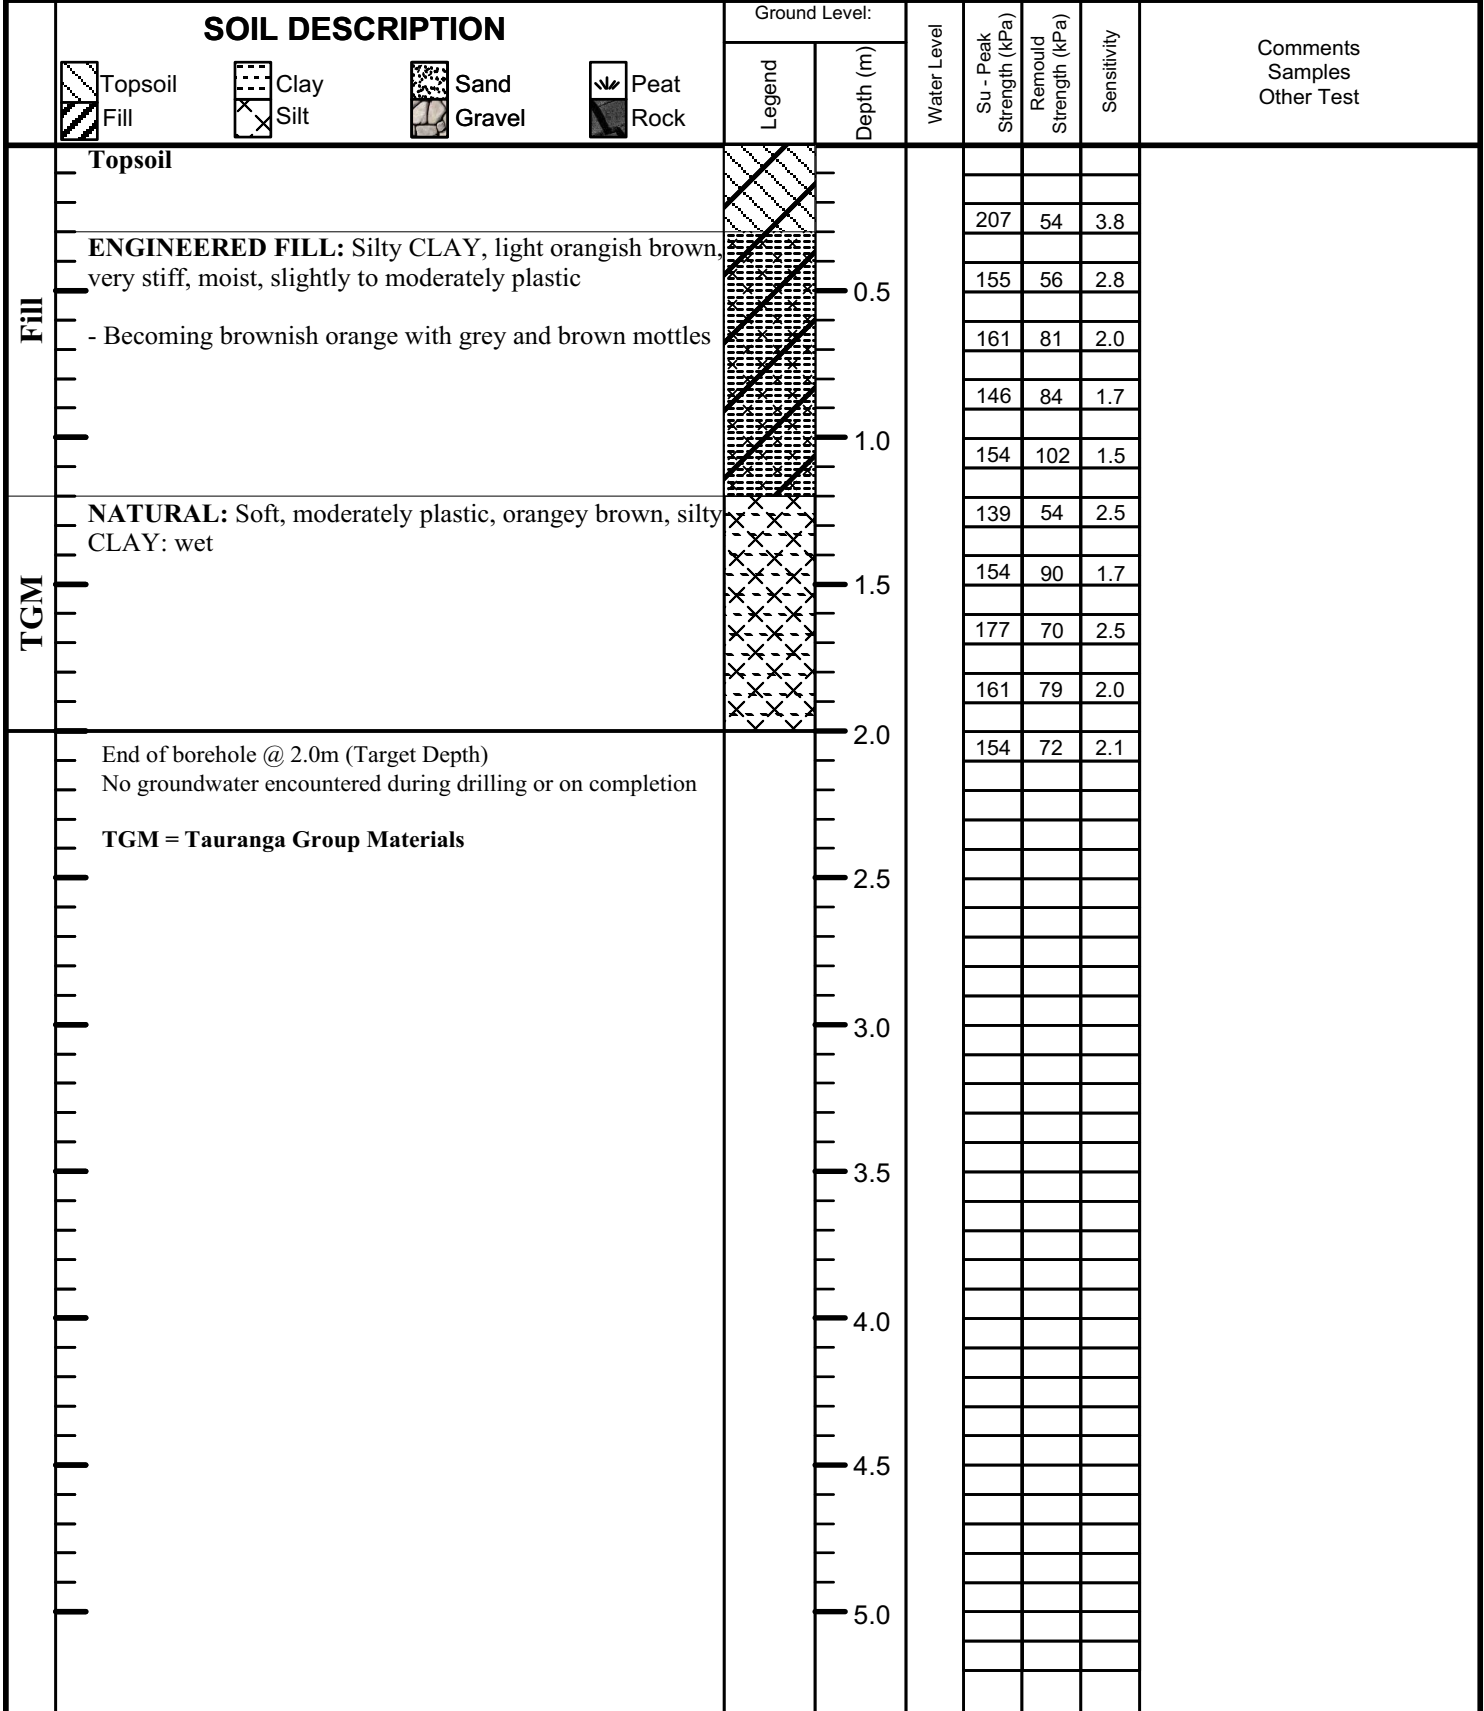 SOIL DESCRIPTION
Topsoil
Clay
Sand
Peat
Fill
Silt
Gravel
Rock
Ground Level:
Legend
Depth (m)
Water Level
Su - Peak
Strength (kPa)
Remould
Strength (kPa)
Sensitivity
Comments
Samples
Other Test
Topsoil
207 54 3.8
Fill
ENGINEERED FILL: Silty CLAY, light orangish brown,
very stiff, moist, slightly to moderately plastic
0.5
155 56 2.8
- Becoming brownish orange with grey and brown mottles
161 81 2.0
146 84 1.7
1.0
154 102 1.5
TGM
NATURAL: Soft, moderately plastic, orangey brown, silty
CLAY: wet
139 54 2.5
1.5
154 90 1.7
177 70 2.5
161 79 2.0
2.0
154 72 2.1
End of borehole @ 2.0m (Target Depth)
No groundwater encountered during drilling or on completion
TGM = Tauranga Group Materials
2.5
3.0
3.5
4.0
4.5
5.0